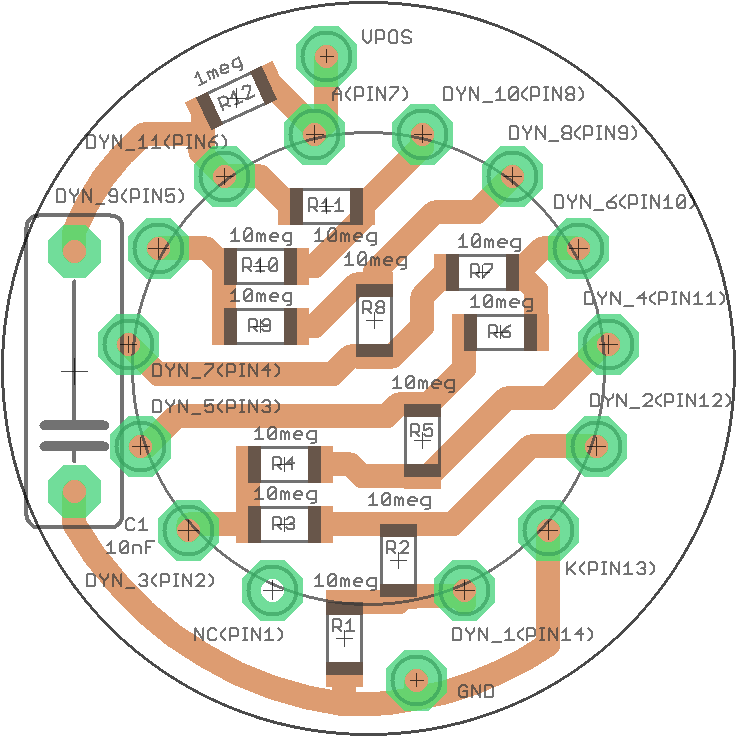 VPOS
1meg
R12
A(PIN7)
DYN_10(PIN8)
DYN_11(PIN6)
DYN_8(PIN9)
DYN_9(PIN5)
DYN_6(PIN10)
R11
10meg
10meg
10meg
10meg
R10
R7
10meg
10meg
DYN_4(PIN11)
R9
R8
R6
DYN_7(PIN4)
10meg
DYN_5(PIN3)
DYN_2(PIN12)
10meg
R5
R4
10meg
10meg
R3
C1
10nF
R2
DYN_3(PIN2)
10meg
K(PIN13)
NC(PIN1)
R1
DYN_1(PIN14)
GND